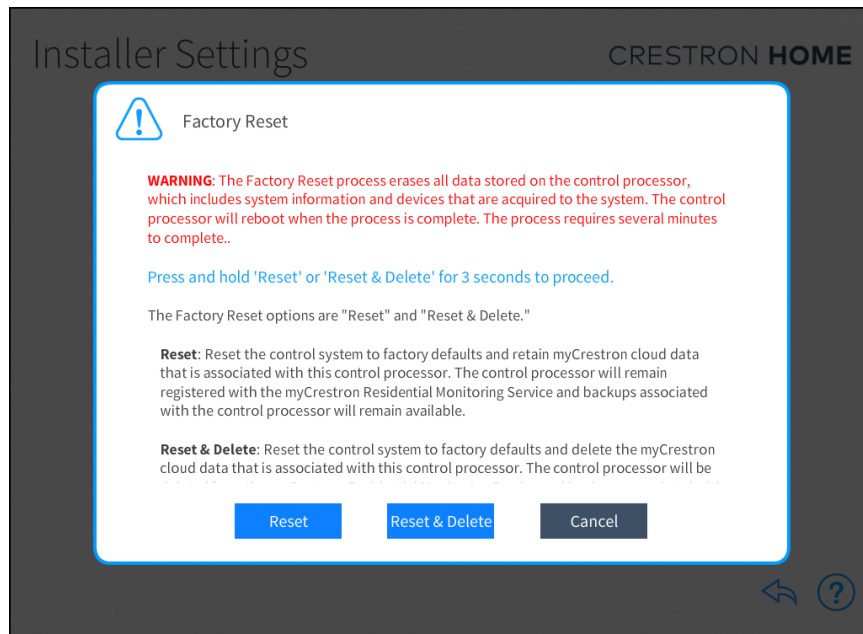 Installer Settings
CRESTRON HOME
Factory Reset
WARNING: The Factory Reset process erases all data stored on the control processor,
which includes system information and devices that are acquired to the system. The control
processor will reboot when the process is complete. The process requires several minutes
to complete..
Press and hold 'Reset' or 'Reset & Delete' for 3 seconds to proceed.
The Factory Reset options are "Reset" and "Reset & Delete."
Reset: Reset the control system to factory defaults and retain myCrestron cloud data
that is associated with this control processor. The control processor will remain
registered with the myCrestron Residential Monitoring Service and backups associated
with the control processor will remain available.
Reset & Delete: Reset the control system to factory defaults and delete the myCrestron
cloud data that is associated with this control processor. The control processor will be
Reset
Reset & Delete
Cancel
?